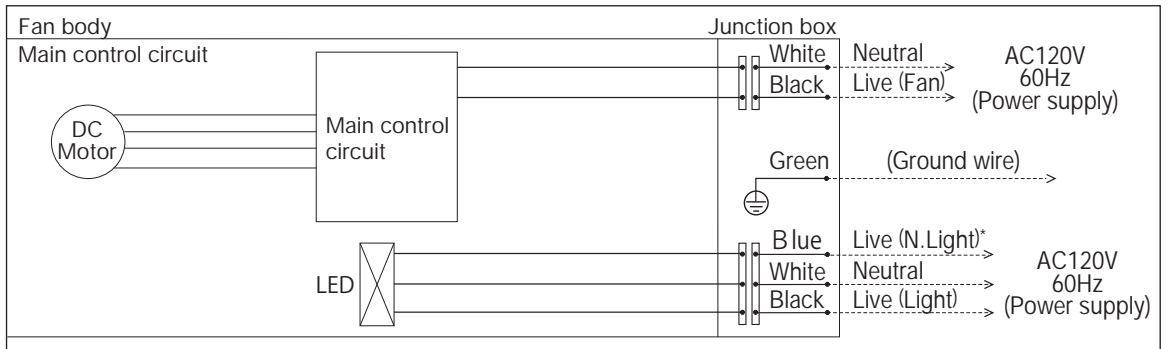 Fan body
Junction box
Main control circuit
White
Neutral
AC120V
60Hz
(Power supply)
Black
Live (Fan)
DC
Motor
Main control
circuit
Green
(Ground wire)
Blue
Live (N.Light)*
AC120V
60Hz
(Power supply)
White
Neutral
LED
Black
Live (Light)